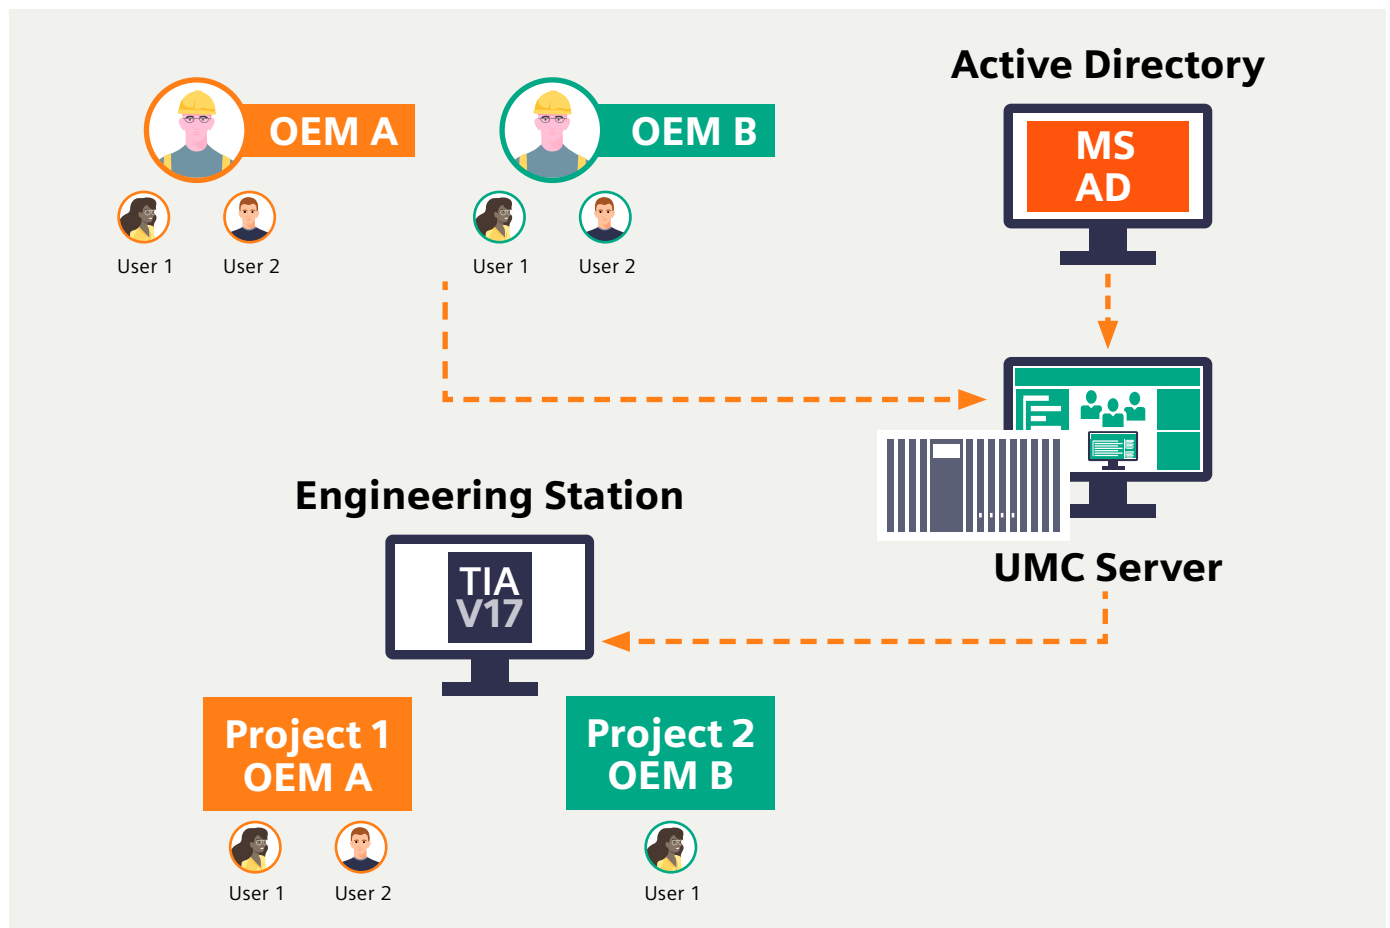 Active Directory
OEM A
OEM B
MS
AD
User 1
User 2
User 1
User 2
Engineering Station
TIA
V17
UMC Server
Project 1
OEM A
Project 2
OEM B
User 1
User 2
User 1